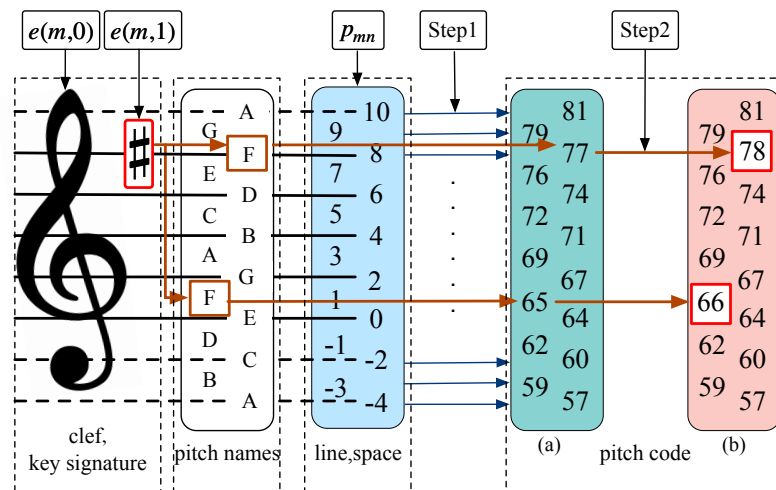 e(m,0) e(m,1) p_mn Step1 Step2
A 10 81 81
G 9 79 79
F 8 77 78
E 7 76 76
D 6 74 74
C 5 72 72
B 4 71 71
A 3 69 69
G 2 67 67
F 1 65 66
E 0 64 64
D -1 62 62
C -2 60 60
B -3 59 59
A -4 57 57
clef,
key signature
pitch names
line,space
(a)
pitch code
(b)